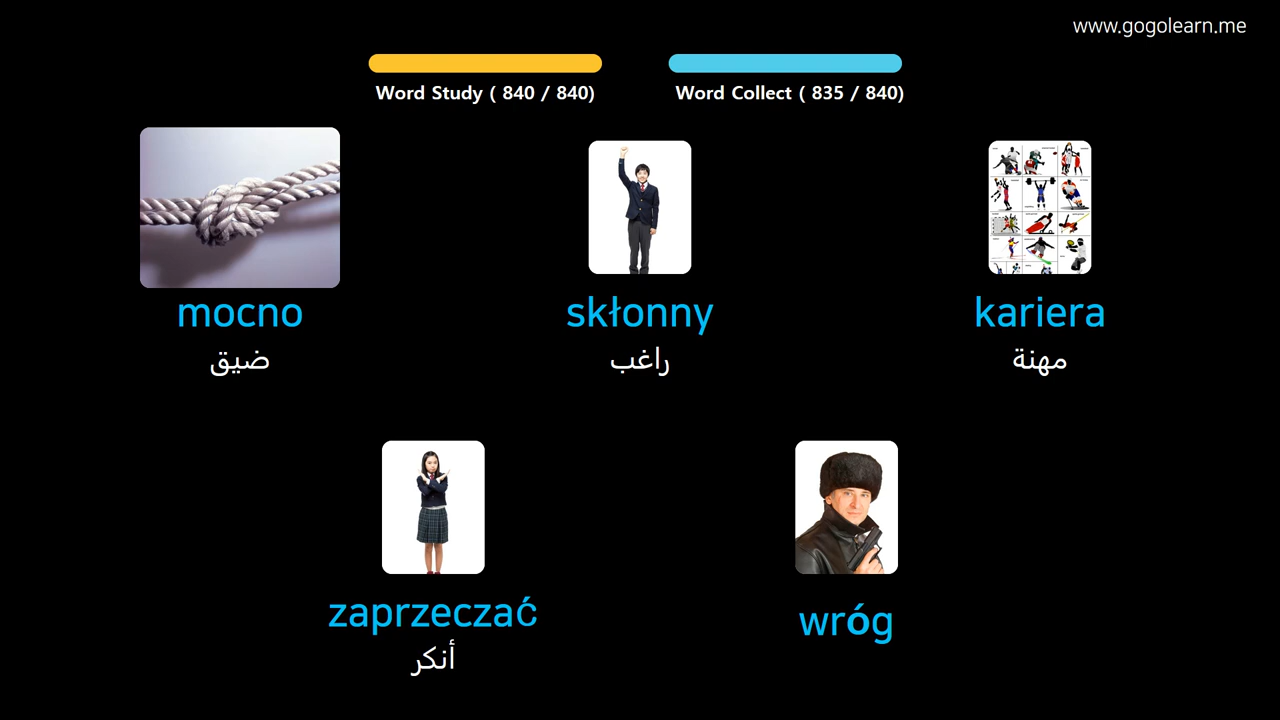 www.gogolearn.me
Word Study ( 840 / 840)
Word Collect ( 835 / 840)
mocno
ضيق
skłonny
راغب
kariera
مهنة
zaprzeczać
أنكر
wróg